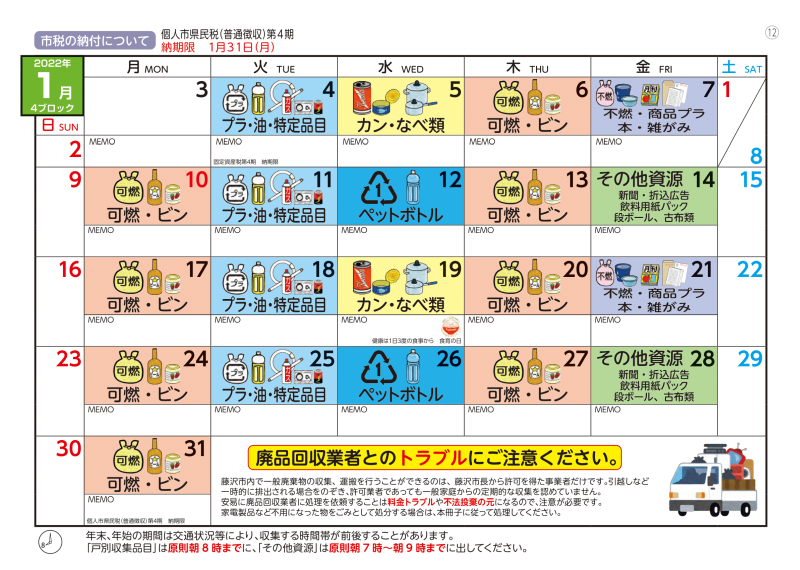 市税の納付について
個人市県民税(普通徴収)第4期
納期限　1月31日(月)
⑫
2022年
1月
4ブロック
日 SUN
月 MON
火 TUE
水 WED
木 THU
金 FRI
土 SAT
1
2
MEMO
3
MEMO
固定資産税第4期　納期限
4
プラ・油・特定品目
MEMO
5
カン・なべ類
MEMO
6
可燃
可燃・ビン
MEMO
7
不燃
月刊
不燃・商品プラ
本・雑がみ
MEMO
8
9
10
可燃
可燃・ビン
MEMO
11
プラ・油・特定品目
MEMO
12
1
ペットボトル
MEMO
13
可燃
可燃・ビン
MEMO
その他資源 14
新聞・折込広告
飲料用紙パック
段ボール、古布類
MEMO
15
16
17
可燃
可燃・ビン
MEMO
18
プラ・油・特定品目
MEMO
19
カン・なべ類
MEMO
健康は1日3度の食事から　食育の日
20
可燃
可燃・ビン
MEMO
21
不燃
月刊
不燃・商品プラ
本・雑がみ
MEMO
22
23
24
可燃
可燃・ビン
MEMO
25
プラ・油・特定品目
MEMO
26
1
ペットボトル
MEMO
27
可燃
可燃・ビン
MEMO
その他資源 28
新聞・折込広告
飲料用紙パック
段ボール、古布類
MEMO
29
30
31
可燃
可燃・ビン
MEMO
個人市県民税(普通徴収)第4期　納期限
廃品回収業者とのトラブルにご注意ください。
藤沢市内で一般廃棄物の収集、運搬を行うことができるのは、藤沢市長から許可を得た事業者だけです。引越しなど
一時的に排出される場合をのぞき、許可業者であっても一般家庭からの定期的な収集を認めていません。
安易に廃品回収業者に処理を依頼することは料金トラブルや不法投棄の元になるので、注意が必要です。
家電製品など不用になった物をごみとして処分する場合は、本冊子に従って処理してください。
8
年末、年始の期間は交通状況等により、収集する時間帯が前後することがあります。
「戸別収集品目」は原則朝8時までに、「その他資源」は原則朝7時～朝9時までに出してください。